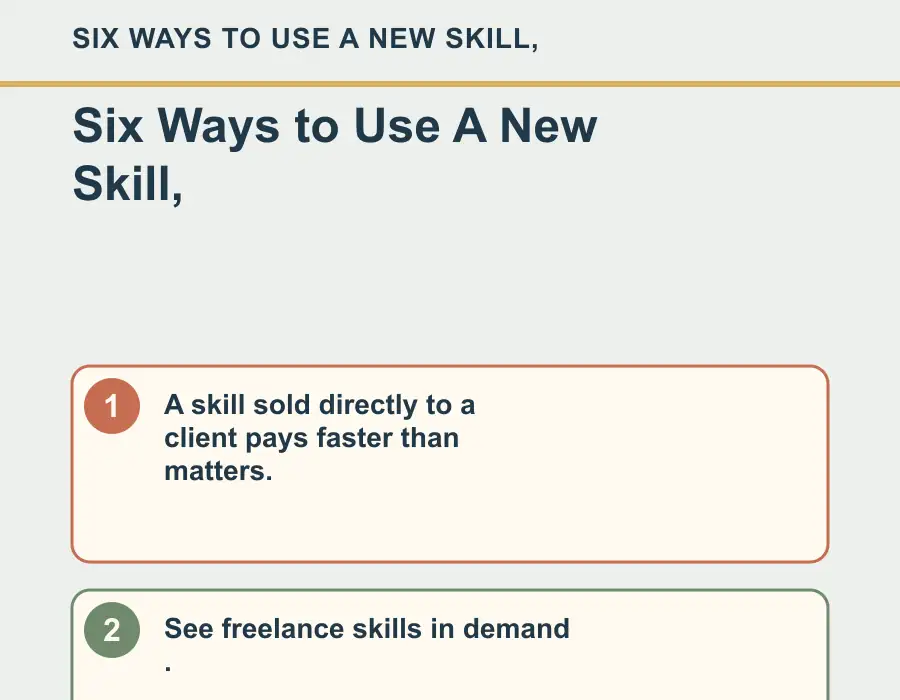 SIX WAYS TO USE A NEW SKILL,
Six Ways to Use A New
Skill,
1
A skill sold directly to a
client pays faster than
matters.
2
See freelance skills in demand
.